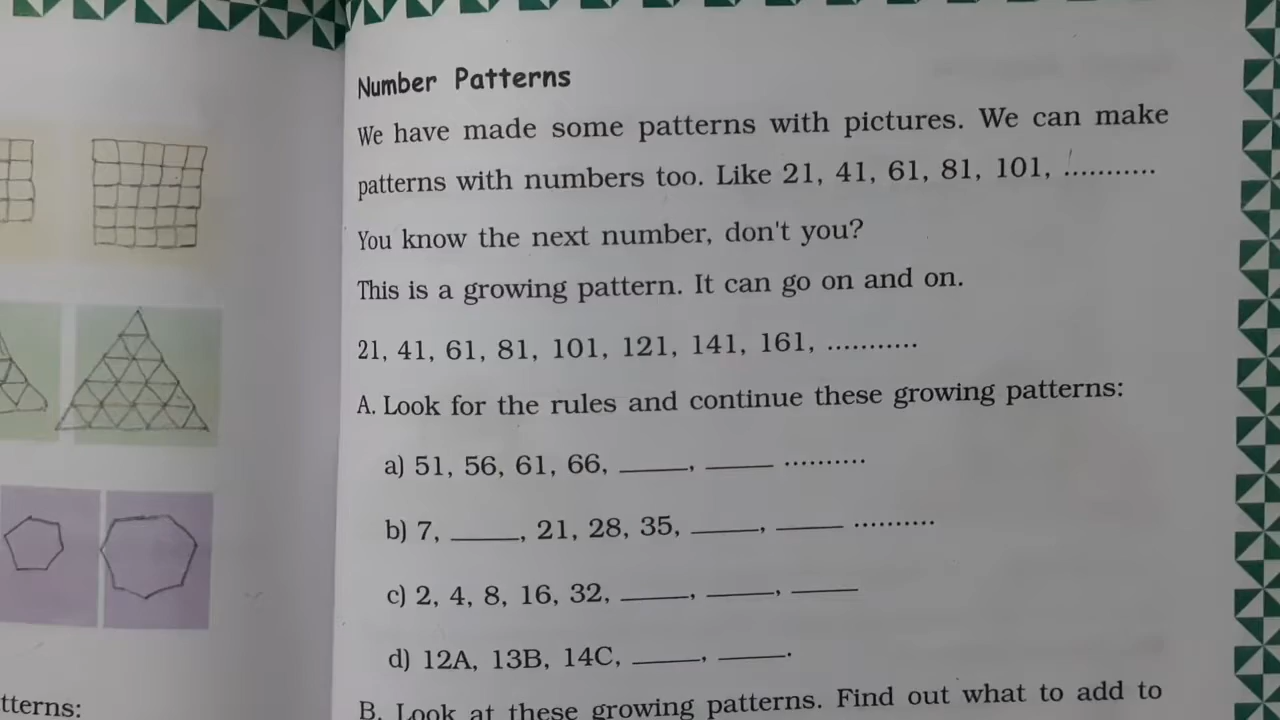 Number Patterns
We have made some patterns with pictures. We can make
patterns with numbers too. Like 21, 41, 61, 81, 101, ...........
You know the next number, don't you?
This is a growing pattern. It can go on and on.
21, 41, 61, 81, 101, 121, 141, 161, ...........
A. Look for the rules and continue these growing patterns:
a) 51, 56, 61, 66, _____, _____ ..........
b) 7, _____, 21, 28, 35, _____, _____ ..........
c) 2, 4, 8, 16, 32, _____, _____, _____
d) 12A, 13B, 14C, _____, _____.
B. Look at these growing patterns. Find out what to add to
tterns: